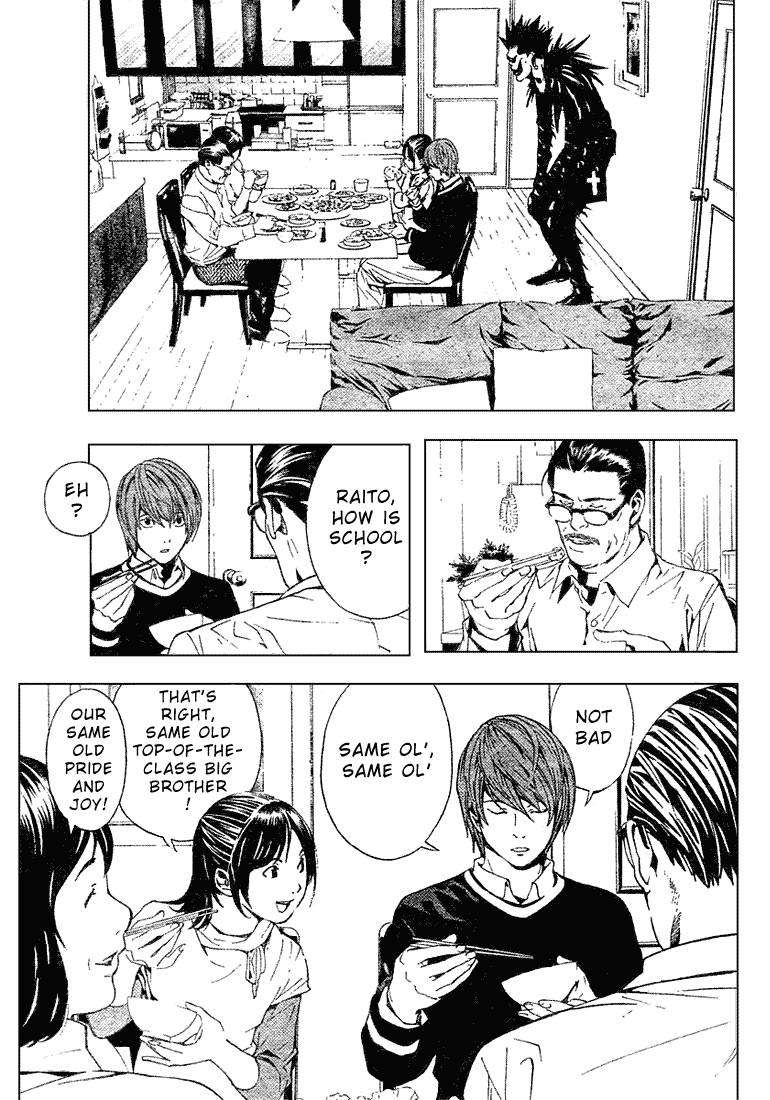 RAITO,
HOW IS
SCHOOL
?
EH
?
NOT
BAD
SAME OL',
SAME OL'
THAT'S
RIGHT,
SAME OLD
TOP-OF-THE-
CLASS BIG
BROTHER
!
OUR
SAME
OLD
PRIDE
AND
JOY!